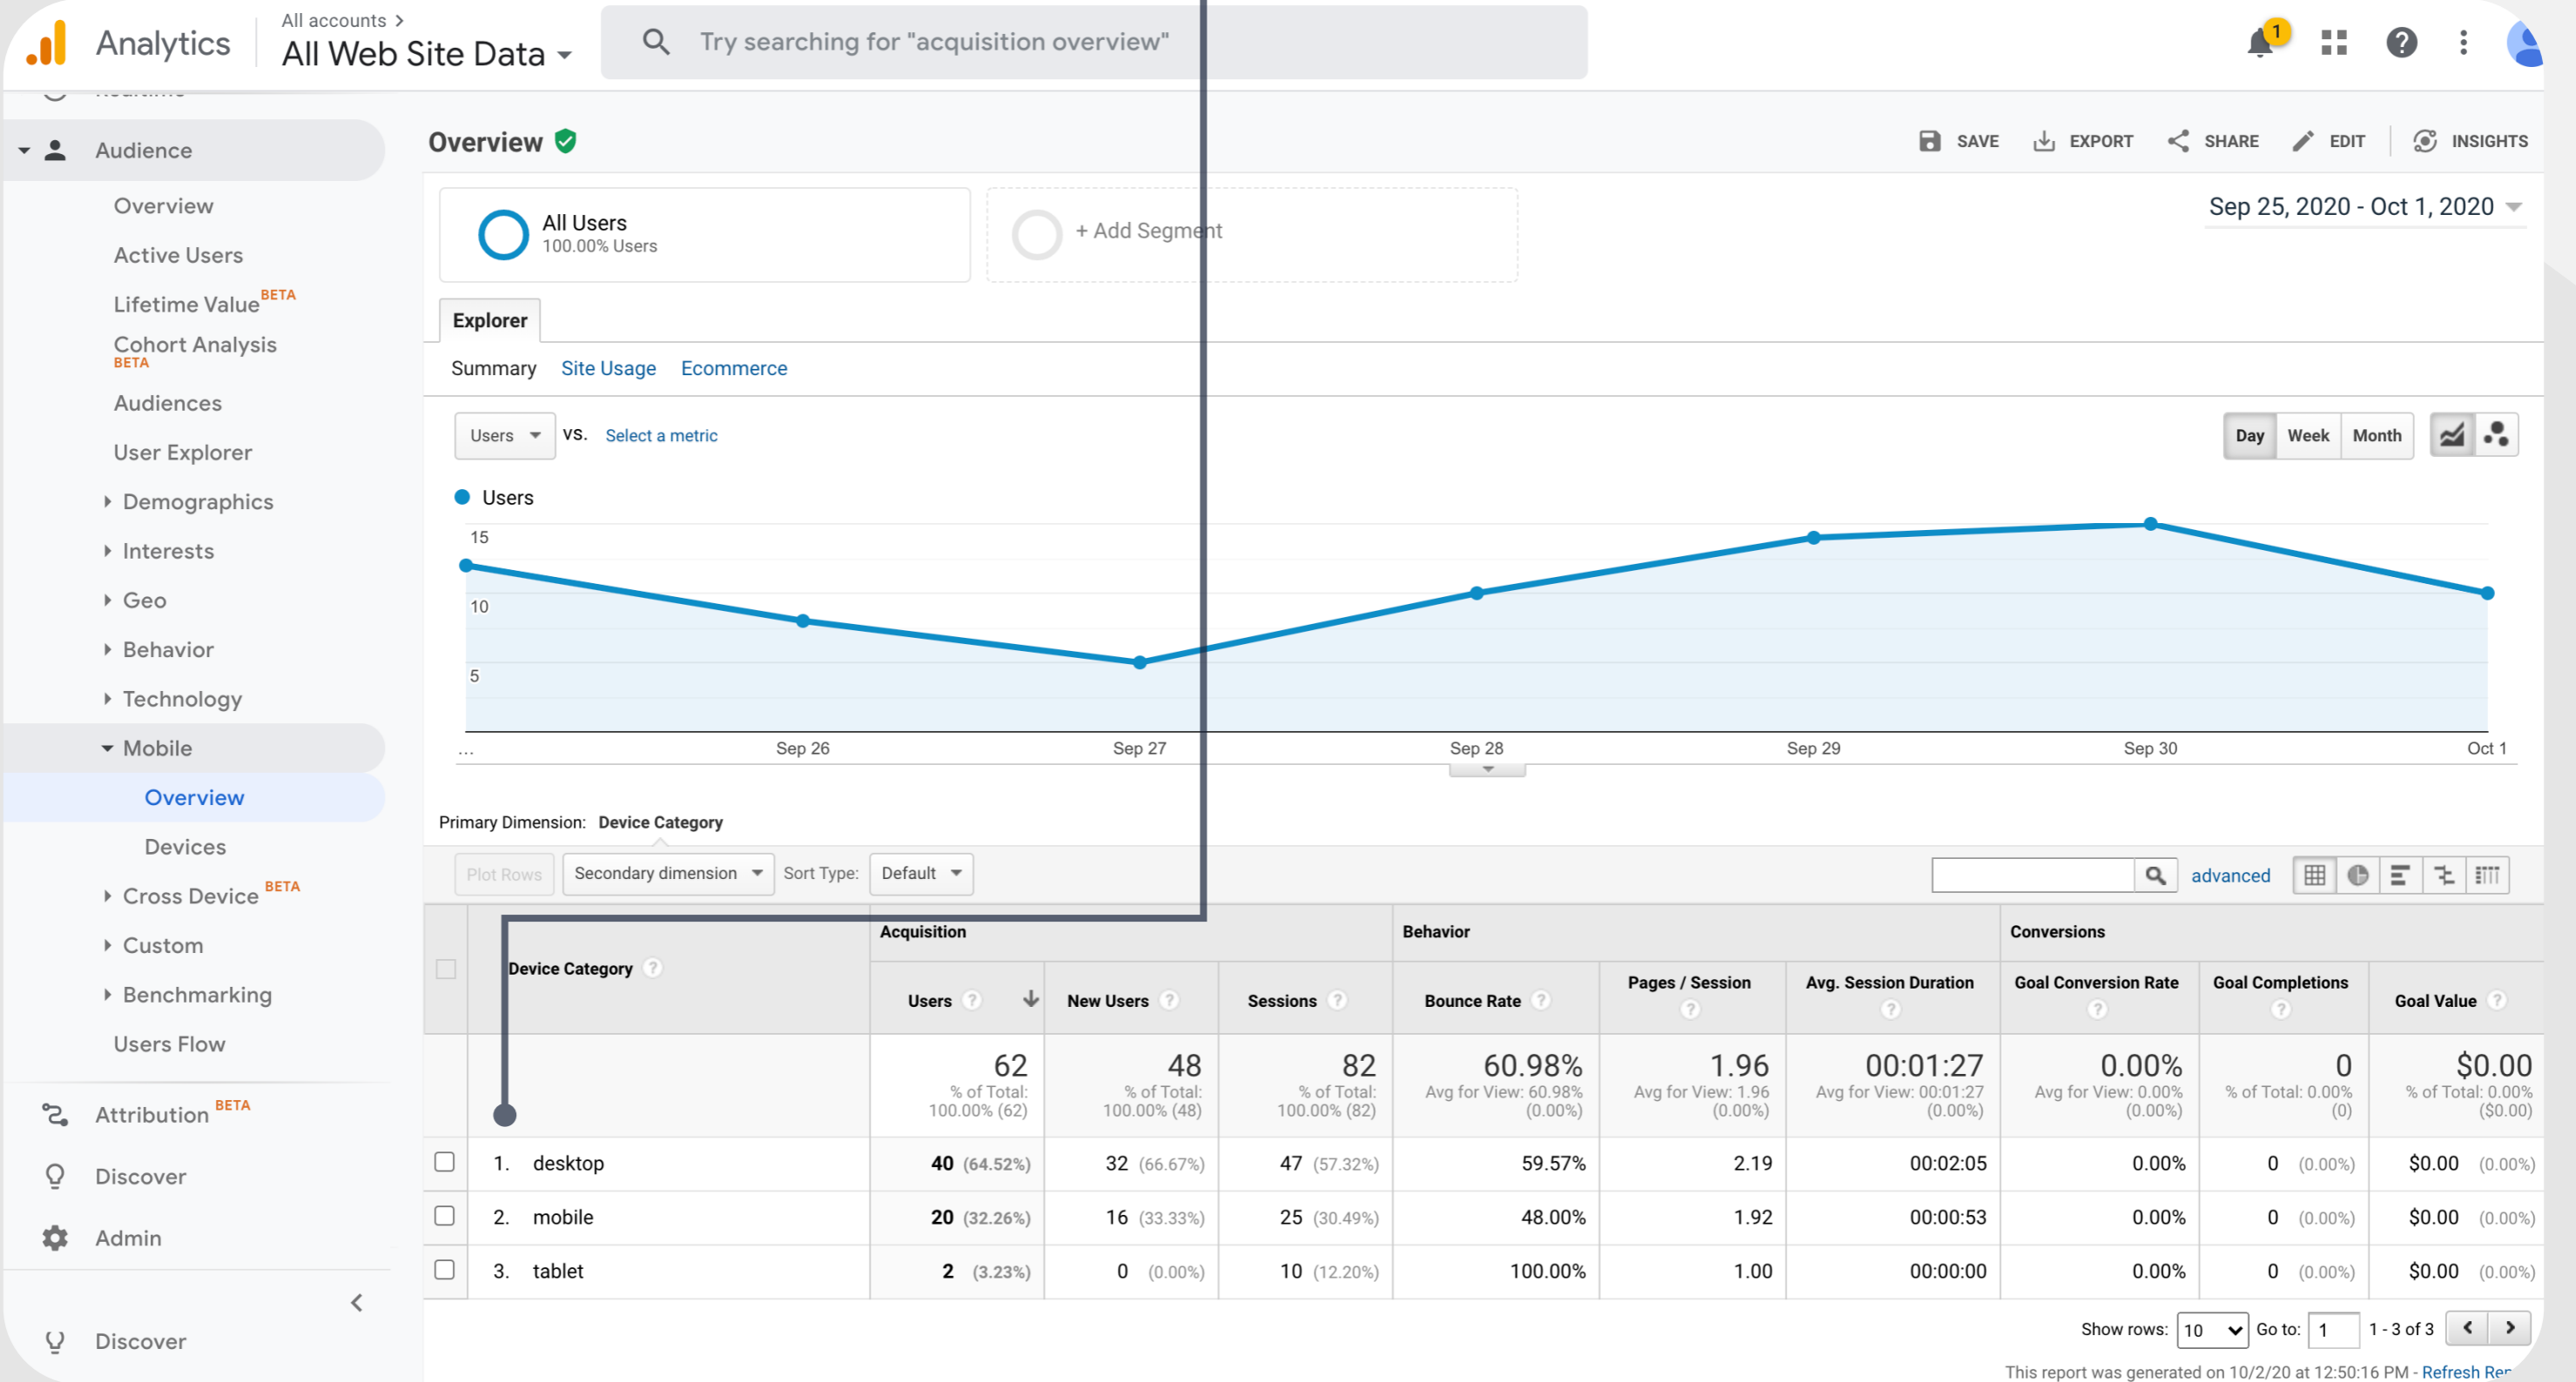 Analytics
All accounts >
All Web Site Data
Try searching for "acquisition overview"
1
Audience
Overview
Active Users
Lifetime Value BETA
Cohort Analysis
BETA
Audiences
User Explorer
Demographics
Interests
Geo
Behavior
Technology
Mobile
Overview
Devices
Cross Device BETA
Custom
Benchmarking
Users Flow
Attribution BETA
Discover
Admin
Discover
Overview
SAVE EXPORT SHARE EDIT INSIGHTS
All Users
100.00% Users
+ Add Segment
Sep 25, 2020 - Oct 1, 2020
Explorer
Summary Site Usage Ecommerce
Users VS. Select a metric
Day Week Month
Users
15
10
5
... Sep 26 Sep 27 Sep 28 Sep 29 Sep 30 Oct 1
Primary Dimension: Device Category
Plot Rows Secondary dimension Sort Type: Default advanced
Acquisition Behavior Conversions
Device Category ? Users ? New Users ? Sessions ? Bounce Rate ? Pages / Session ? Avg. Session Duration ? Goal Conversion Rate ? Goal Completions ? Goal Value ?
62 48 82 60.98% 1.96 00:01:27 0.00% 0 $0.00
% of Total: % of Total: % of Total: Avg for View: 60.98% Avg for View: 1.96 Avg for View: 00:01:27 Avg for View: 0.00% % of Total: 0.00% % of Total: 0.00%
100.00% (62) 100.00% (48) 100.00% (82) (0.00%) (0.00%) (0.00%) (0.00%) (0) ($0.00)
1. desktop 40 (64.52%) 32 (66.67%) 47 (57.32%) 59.57% 2.19 00:02:05 0.00% 0 (0.00%) $0.00 (0.00%)
2. mobile 20 (32.26%) 16 (33.33%) 25 (30.49%) 48.00% 1.92 00:00:53 0.00% 0 (0.00%) $0.00 (0.00%)
3. tablet 2 (3.23%) 0 (0.00%) 10 (12.20%) 100.00% 1.00 00:00:00 0.00% 0 (0.00%) $0.00 (0.00%)
Show rows: 10 Go to: 1 1 - 3 of 3
This report was generated on 10/2/20 at 12:50:16 PM - Refresh